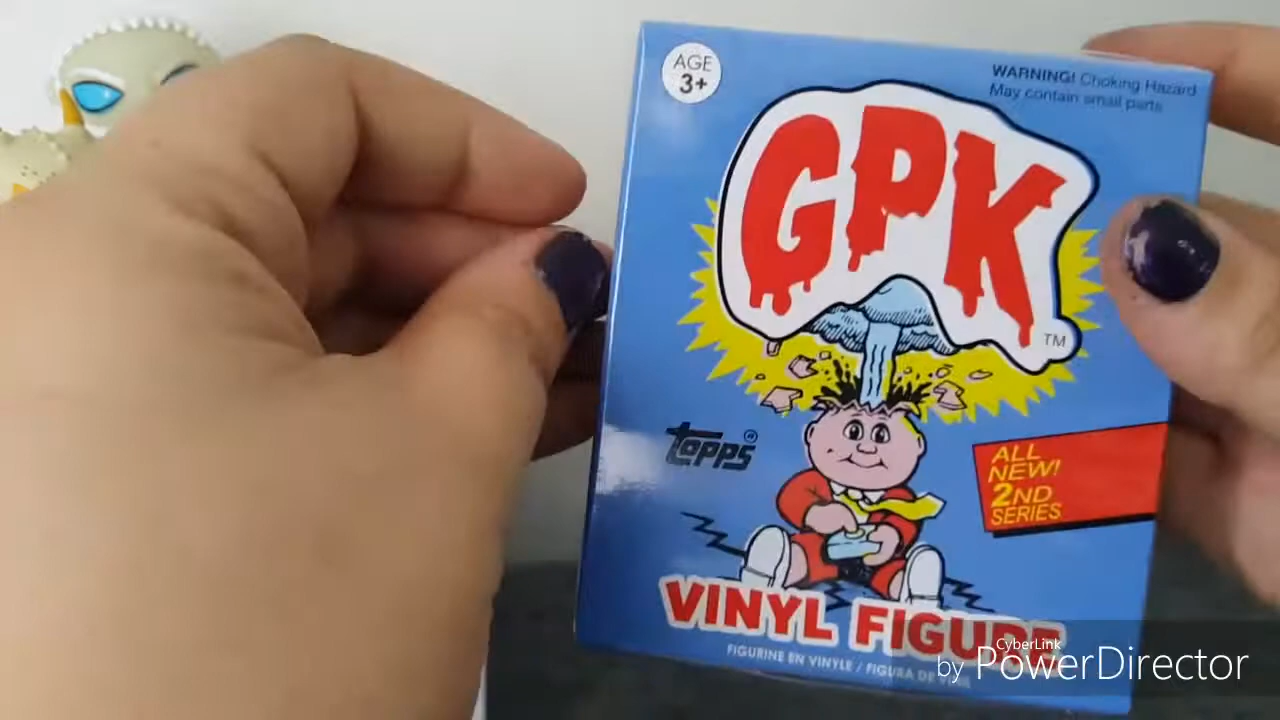 AGE
3+
WARNING! Choking Hazard
May contain small parts
GPK
TM
topps®
ALL
NEW!
2ND
SERIES
VINYL FIGURE
FIGURINE EN VINYLE / FIGURA DE
CyberLink
by PowerDirector